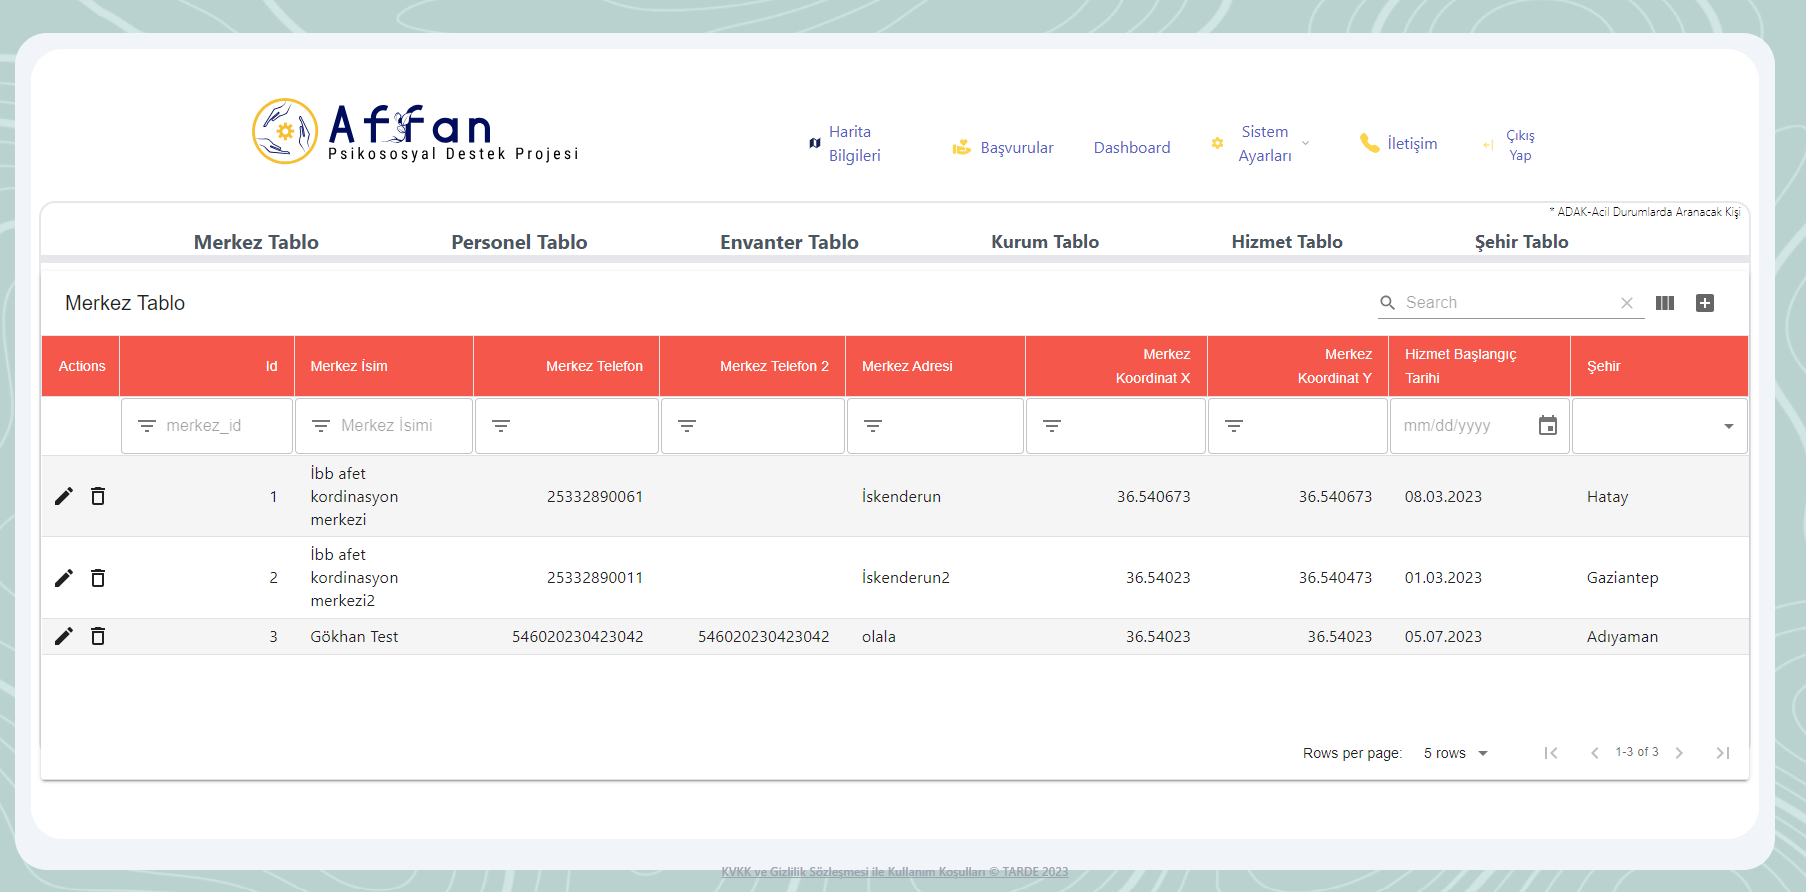 Affan
Psikososyal Destek Projesi
Harita
Bilgileri
Başvurular
Dashboard
Sistem
Ayarları
İletişim
Çıkış
Yap
* ADAK-Acil Durumlarda Aranacak Kişi
Merkez Tablo Personel Tablo Envanter Tablo Kurum Tablo Hizmet Tablo Şehir Tablo
Merkez Tablo
Search
Actions Id Merkez İsim Merkez Telefon Merkez Telefon 2 Merkez Adresi Merkez Koordinat X Merkez Koordinat Y Hizmet Başlangıç Tarihi Şehir
merkez_id Merkez İsimi mm/dd/yyyy
1 İbb afet kordinasyon merkezi 25332890061 İskenderun 36.540673 36.540673 08.03.2023 Hatay
2 İbb afet kordinasyon merkezi2 25332890011 İskenderun2 36.54023 36.540473 01.03.2023 Gaziantep
3 Gökhan Test 546020230423042 546020230423042 olala 36.54023 36.54023 05.07.2023 Adıyaman
Rows per page: 5 rows 1-3 of 3
KVKK ve Gizlilik Sözleşmesi ile Kullanım Koşulları © TARDE 2023